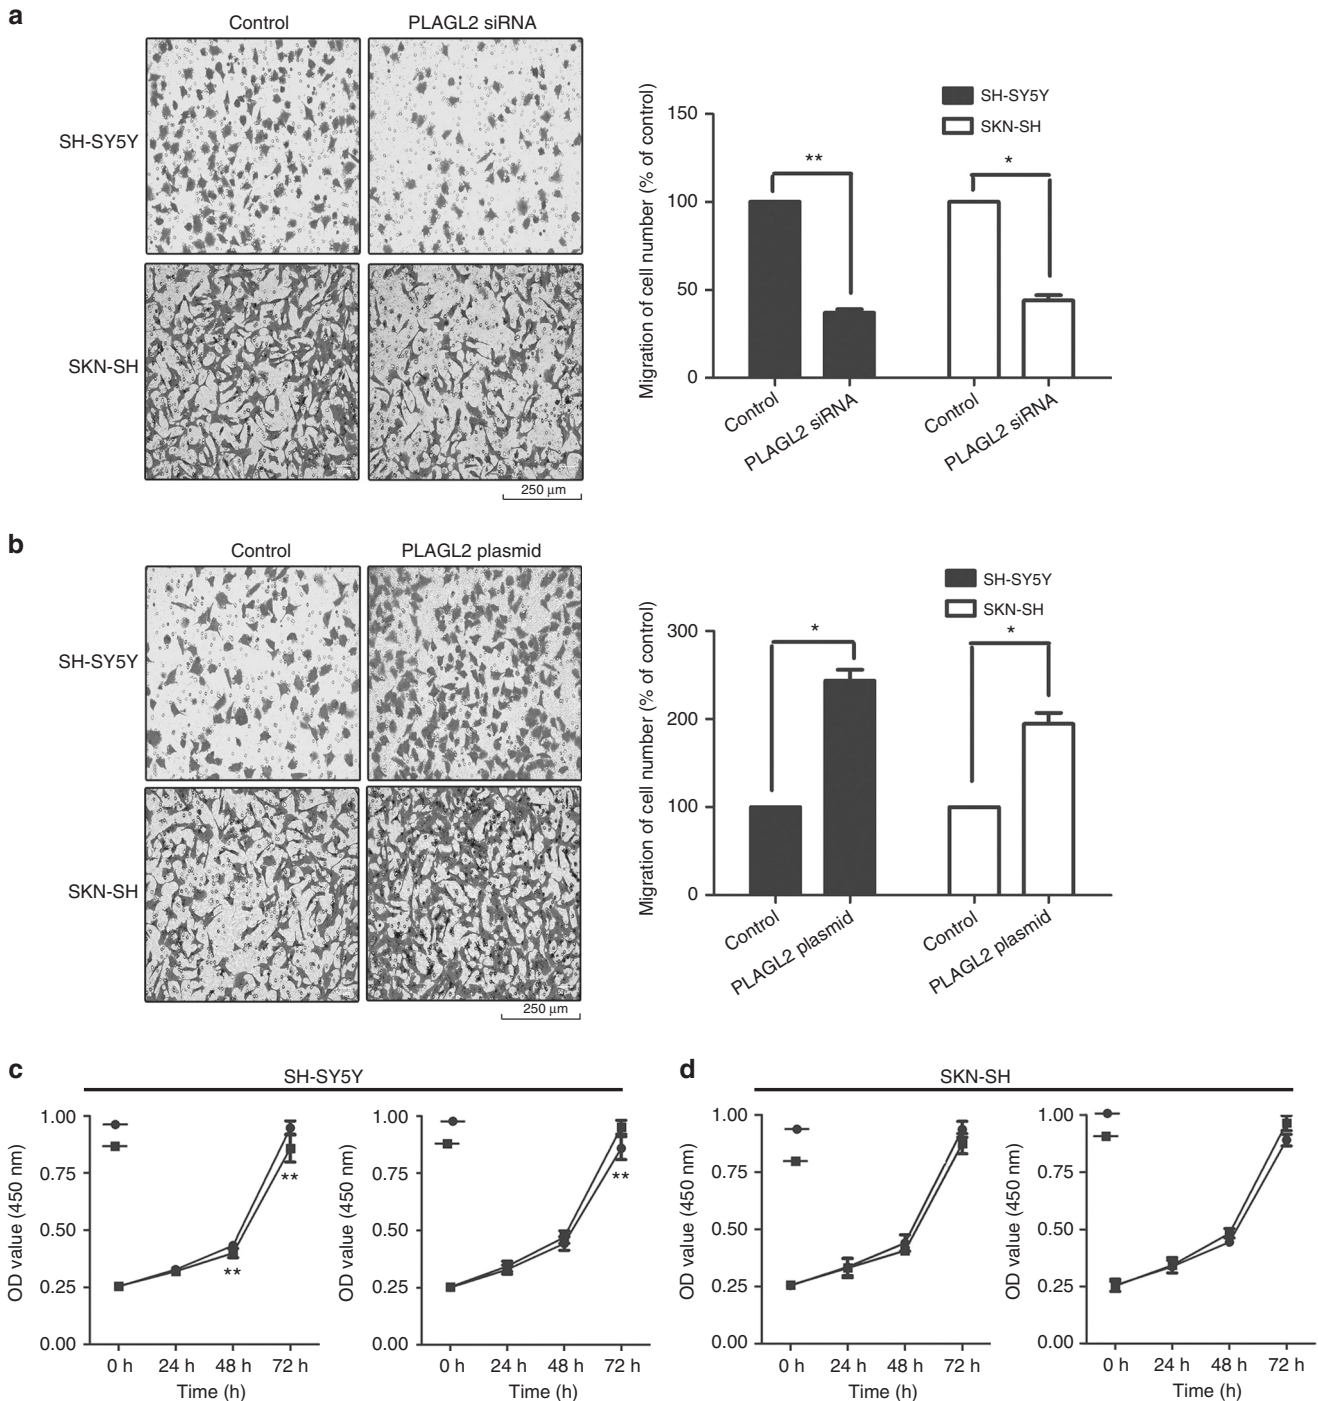 a
Control
PLAGL2 siRNA
SH-SY5Y
SKN-SH
250 μm
SH-SY5Y
SKN-SH
Migration of cell number (% of control)
150
100
50
0
**
*
Control
PLAGL2 siRNA
Control
PLAGL2 siRNA
b
Control
PLAGL2 plasmid
SH-SY5Y
SKN-SH
250 μm
SH-SY5Y
SKN-SH
Migration of cell number (% of control)
300
200
100
0
*
*
Control
PLAGL2 plasmid
Control
PLAGL2 plasmid
c
SH-SY5Y
OD value (450 nm)
1.00
0.75
0.50
0.25
0.00
**
**
0 h 24 h 48 h 72 h
Time (h)
OD value (450 nm)
1.00
0.75
0.50
0.25
0.00
**
0 h 24 h 48 h 72 h
Time (h)
d
SKN-SH
OD value (450 nm)
1.00
0.75
0.50
0.25
0.00
0 h 24 h 48 h 72 h
Time (h)
OD value (450 nm)
1.00
0.75
0.50
0.25
0.00
0 h 24 h 48 h 72 h
Time (h)